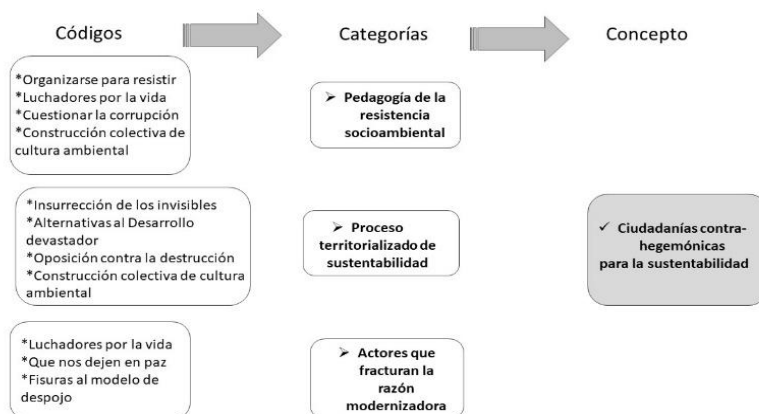 Códigos
Categorías
Concepto
*Organizarse para resistir
*Luchadores por la vida
*Cuestionar la corrupción
*Construcción colectiva de
cultura ambiental
➢ Pedagogía de la
resistencia
socioambiental
*Insurrección de los invisibles
*Alternativas al Desarrollo
devastador
*Oposición contra la destrucción
*Construcción colectiva de cultura
ambiental
➢ Proceso
territorializado de
sustentabilidad
✓ Ciudadanías contra-
hegemónicas
para la sustentabilidad
*Luchadores por la vida
*Que nos dejen en paz
*Fisuras al modelo de
despojo
➢ Actores que
fracturan la
razón
modernizadora